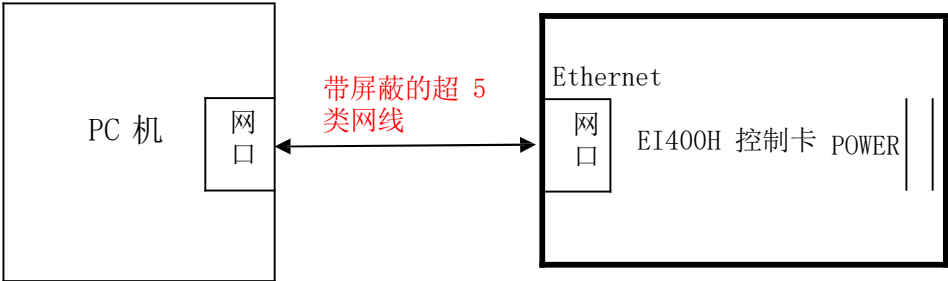 PC 机
网
口
带屏蔽的超 5
类网线
Ethernet
网
口
EI400H 控制卡
POWER